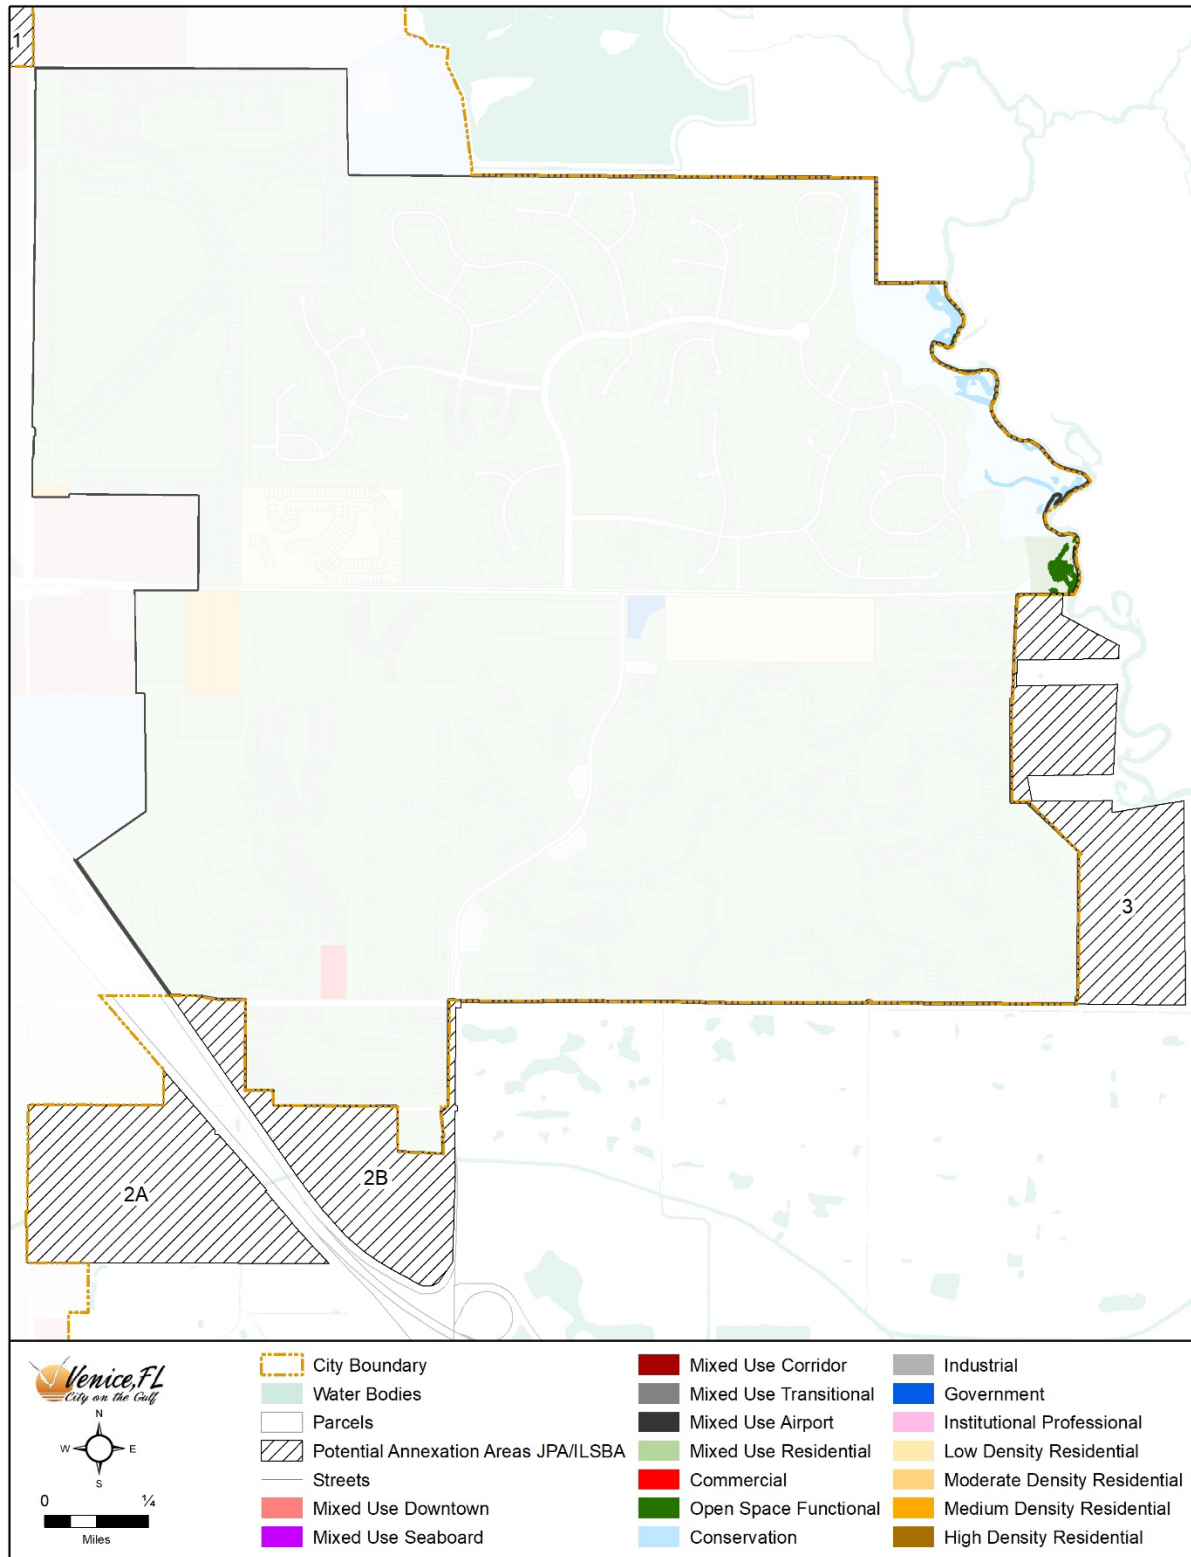 1
3
2A
2B
Venice, FL
City on the Gulf
N
W E
S
0 ¼
Miles
City Boundary
Water Bodies
Parcels
Potential Annexation Areas JPA/ILSBA
Streets
Mixed Use Downtown
Mixed Use Seaboard
Mixed Use Corridor
Mixed Use Transitional
Mixed Use Airport
Mixed Use Residential
Commercial
Open Space Functional
Conservation
Industrial
Government
Institutional Professional
Low Density Residential
Moderate Density Residential
Medium Density Residential
High Density Residential